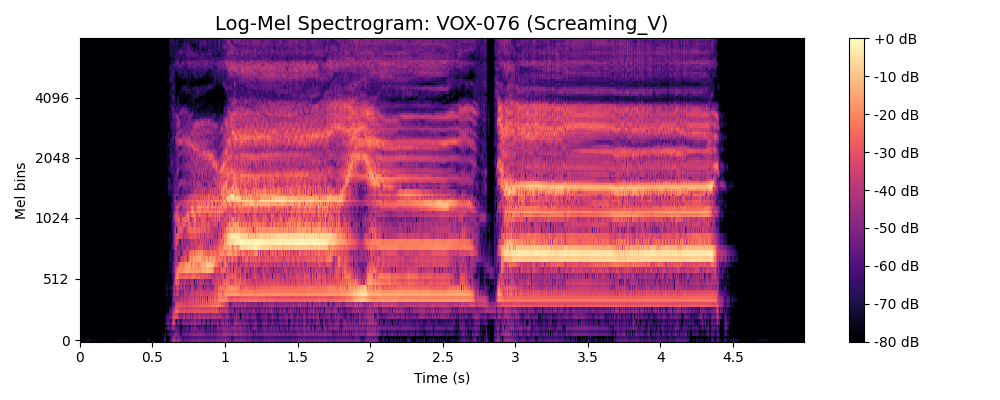 Log-Mel Spectrogram: VOX-076 (Screaming_V)
Mel bins
4096
2048
1024
512
0
0 0.5 1 1.5 2 2.5 3 3.5 4 4.5
Time (s)
+0 dB
-10 dB
-20 dB
-30 dB
-40 dB
-50 dB
-60 dB
-70 dB
-80 dB